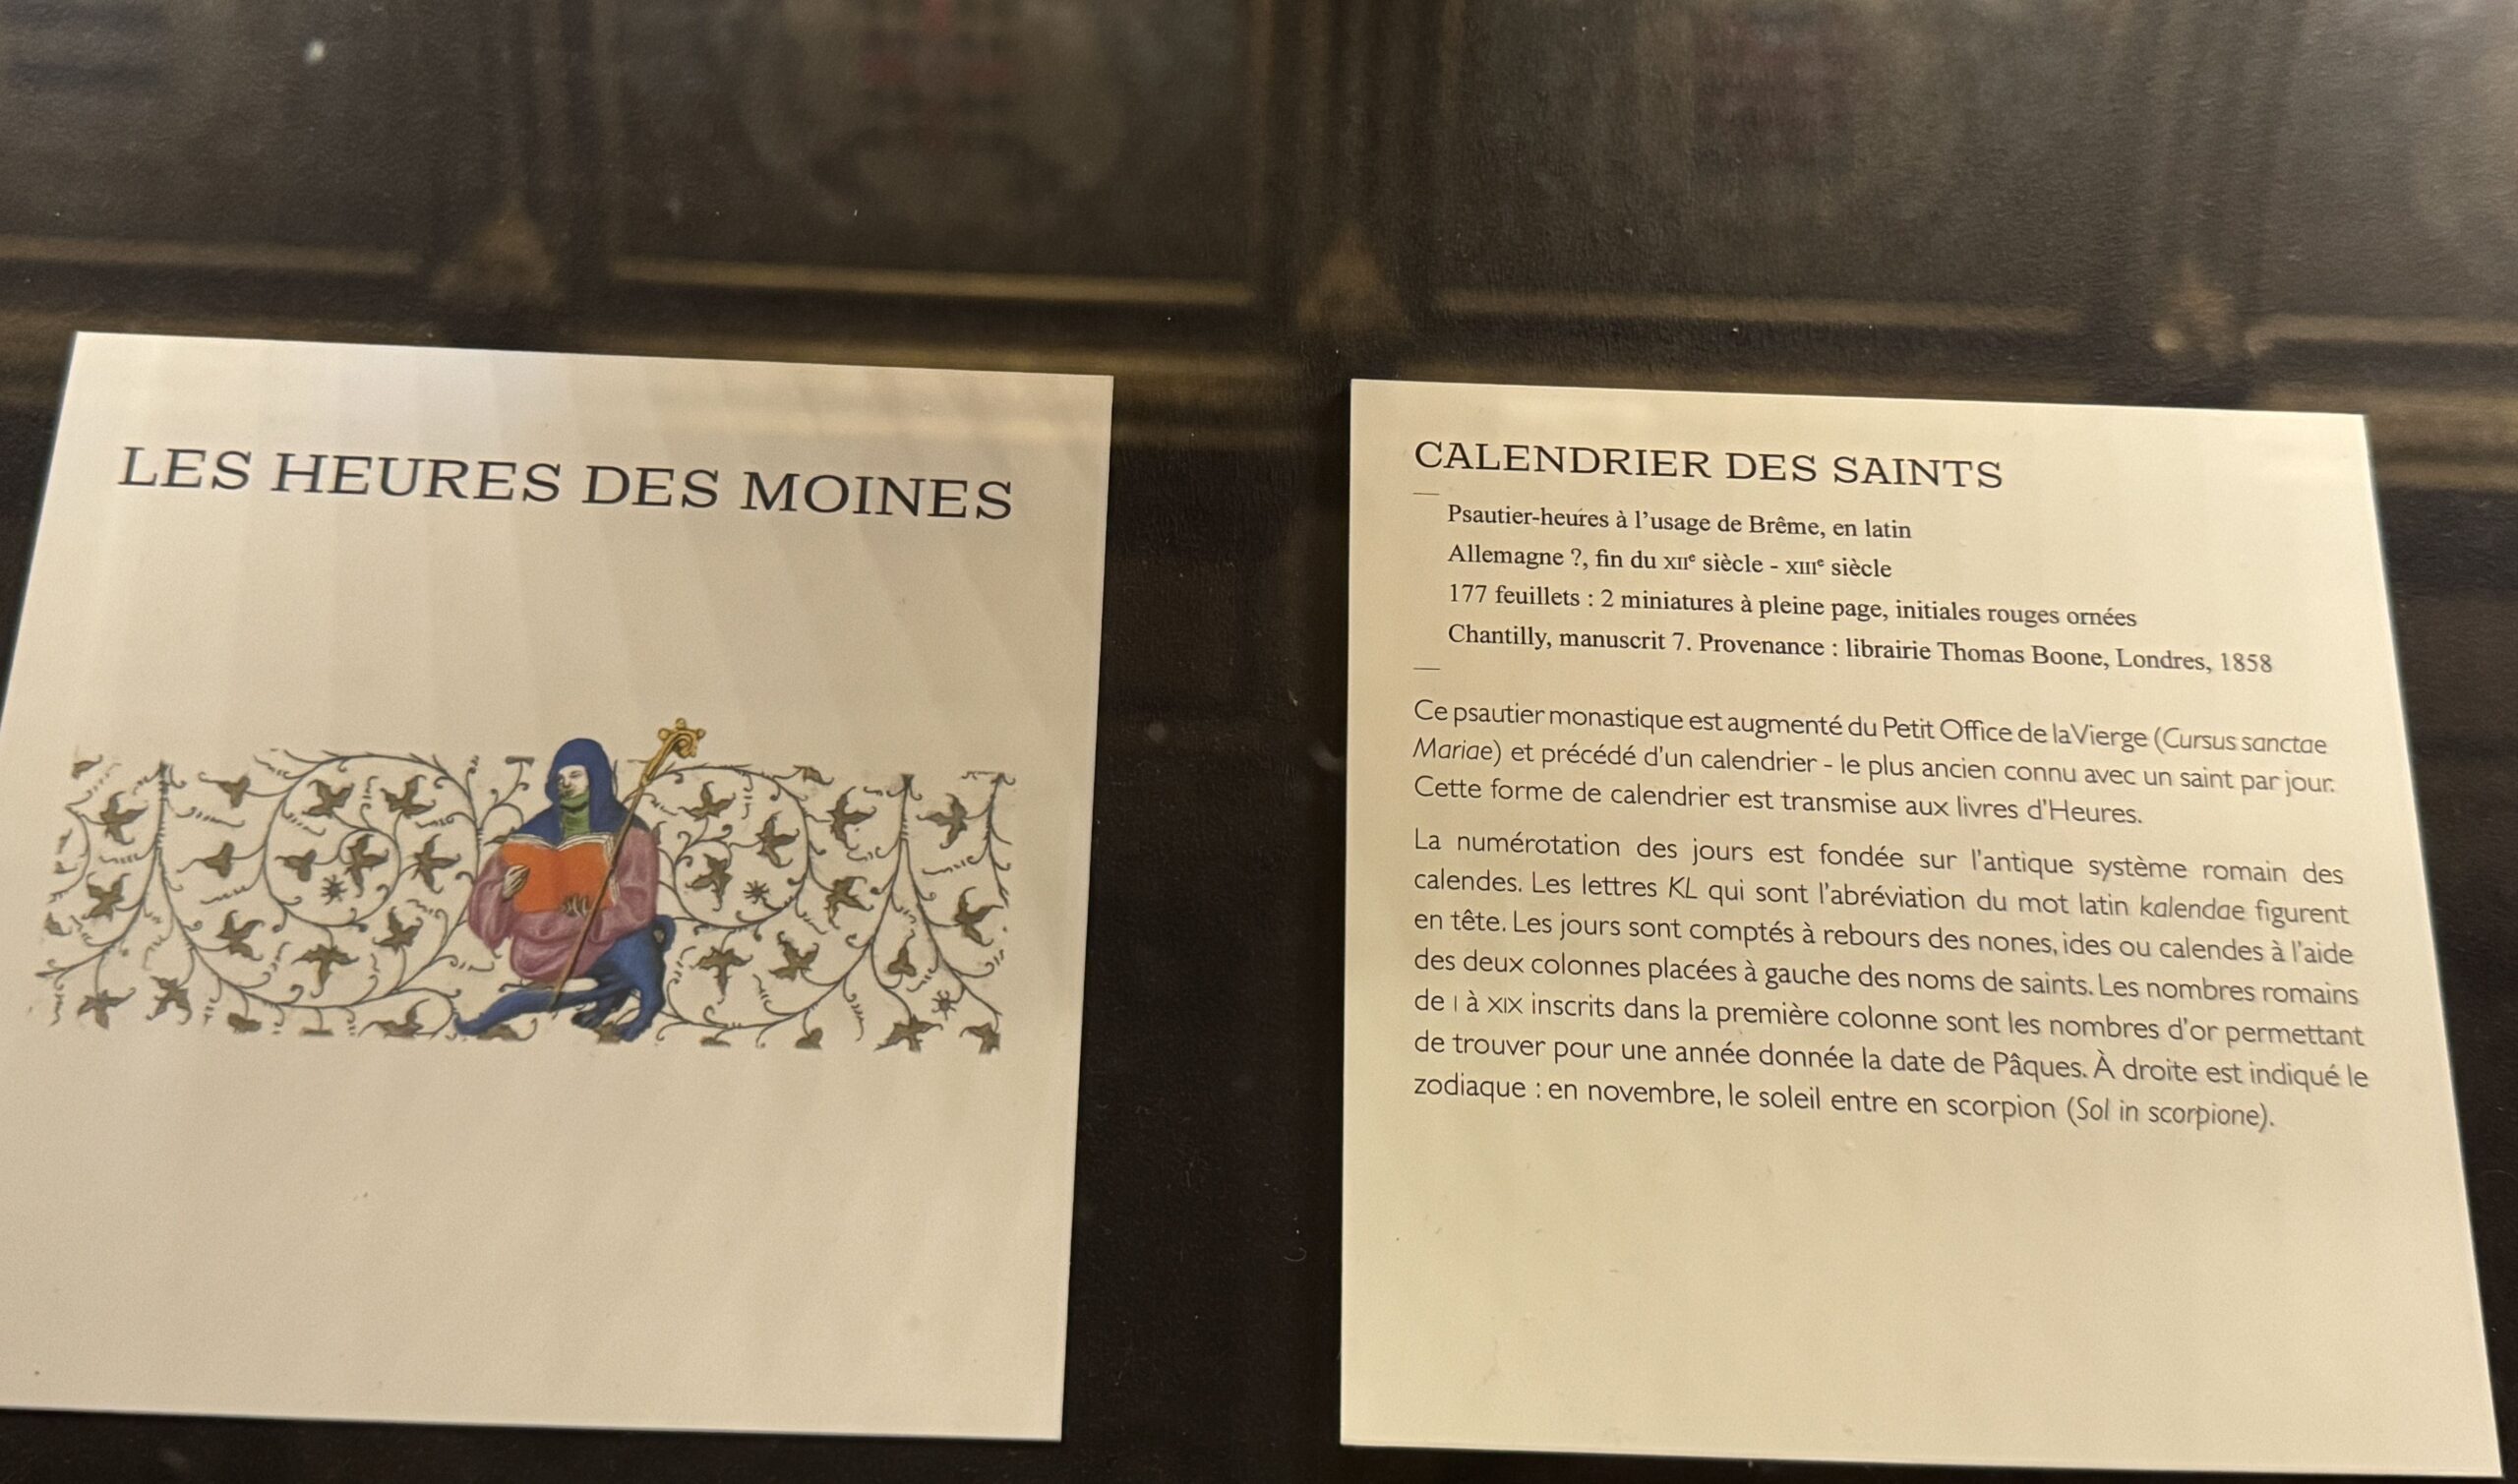 LES HEURES DES MOINES
CALENDRIER DES SAINTS
Psautier-heures à l'usage de Brême, en latin
Allemagne ?, fin du XIIe siècle - XIIIe siècle
177 feuillets : 2 miniatures à pleine page, initiales rouges ornées
Chantilly, manuscrit 7. Provenance : librairie Thomas Boone, Londres, 1858
Ce psautier monastique est augmenté du Petit Office de la Vierge (Cursus sanctae
Mariae) et précédé d'un calendrier - le plus ancien connu avec un saint par jour.
Cette forme de calendrier est transmise aux livres d'Heures.
La numérotation des jours est fondée sur l'antique système romain des
calendes. Les lettres KL qui sont l'abréviation du mot latin kalendae figurent
en tête. Les jours sont comptés à rebours des nones, ides ou calendes à l'aide
des deux colonnes placées à gauche des noms de saints. Les nombres romains
de I à XIX inscrits dans la première colonne sont les nombres d'or permettant
de trouver pour une année donnée la date de Pâques. À droite est indiqué le
zodiaque : en novembre, le soleil entre en scorpion (Sol in scorpione).